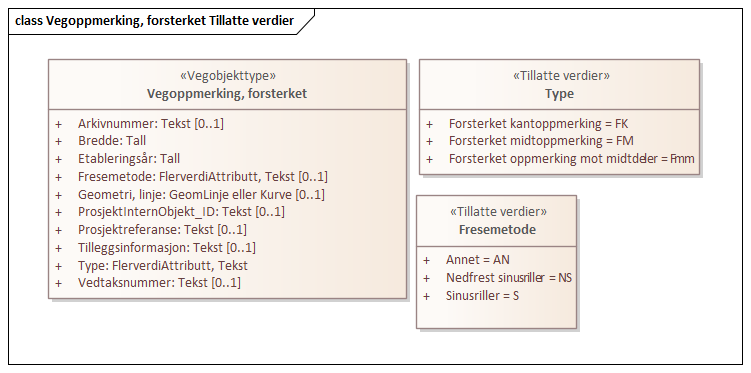 class Vegoppmerking, forsterket Tillatte verdier
«Vegobjekttype»
Vegoppmerking, forsterket
+ Arkivnummer: Tekst [0..1]
+ Bredde: Tall
+ Etableringsår: Tall
+ Fresemetode: FlerverdiAttributt, Tekst [0..1]
+ Geometri, linje: GeomLinje eller Kurve [0..1]
+ ProsjektInternObjekt_ID: Tekst [0..1]
+ Prosjektreferanse: Tekst [0..1]
+ Tilleggsinformasjon: Tekst [0..1]
+ Type: FlerverdiAttributt, Tekst
+ Vedtaksnummer: Tekst [0..1]
«Tillatte verdier»
Type
+ Forsterket kantoppmerking = FK
+ Forsterket midtoppmerking = FM
+ Forsterket oppmerking mot midtdeler = Fmm
«Tillatte verdier»
Fresemetode
+ Annet = AN
+ Nedfrest sinusriller = NS
+ Sinusriller = S